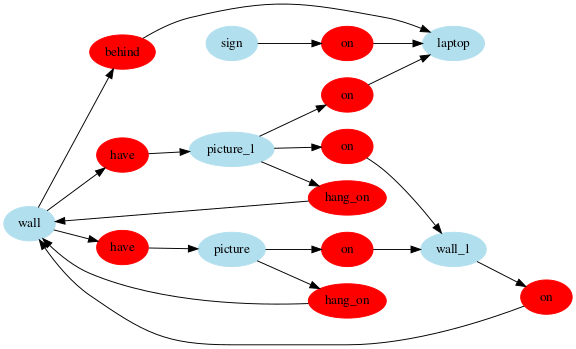 behind
sign
on
laptop
on
have
picture_1
on
hang_on
wall
have
picture
on
wall_1
hang_on
on